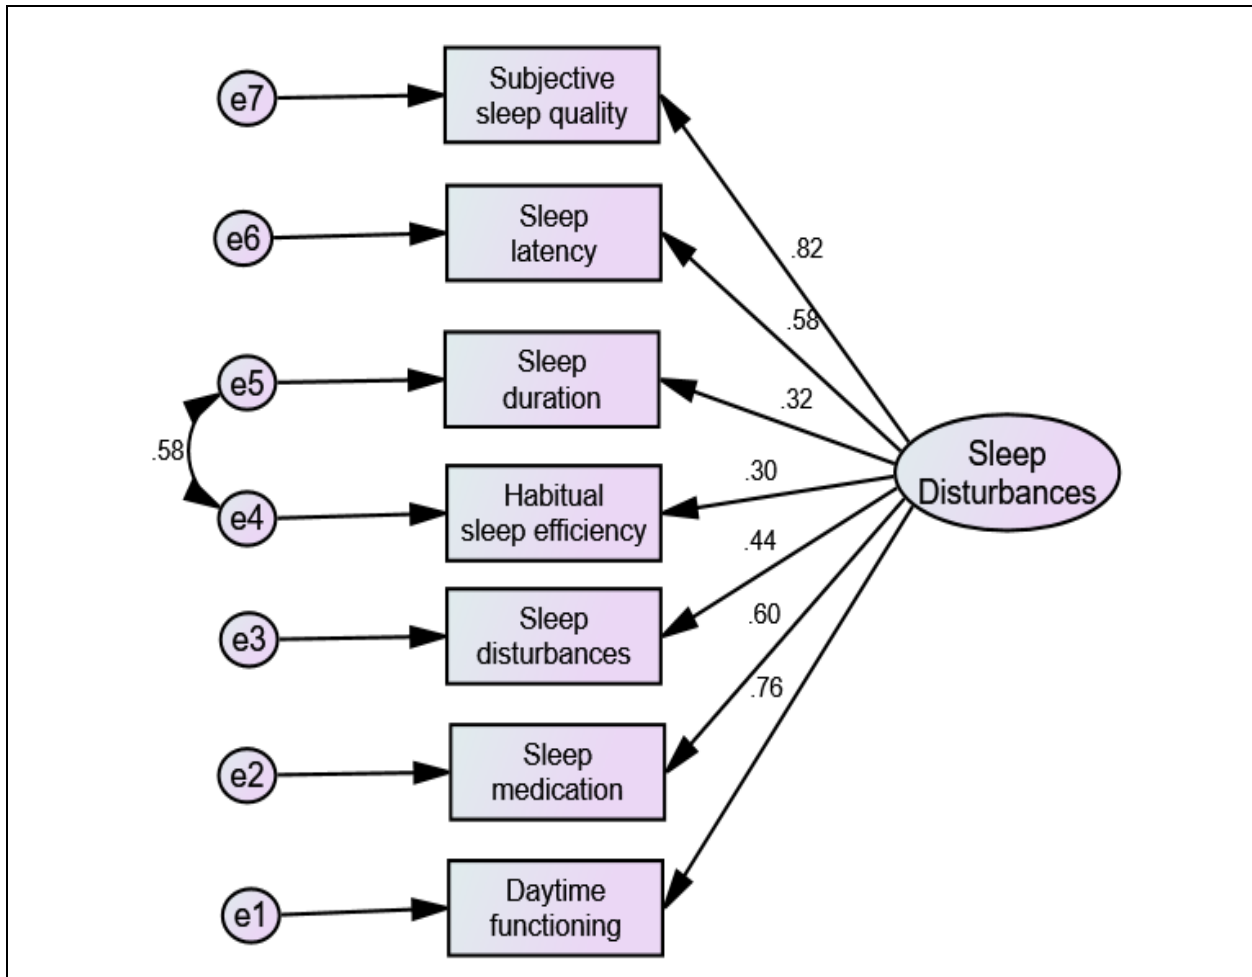 e7
Subjective
sleep quality
.82
e6
Sleep
latency
.58
e5
Sleep
duration
.32
.58
Sleep
Disturbances
e4
Habitual
sleep efficiency
.30
e3
Sleep
disturbances
.44
e2
Sleep
medication
.60
e1
Daytime
functioning
.76